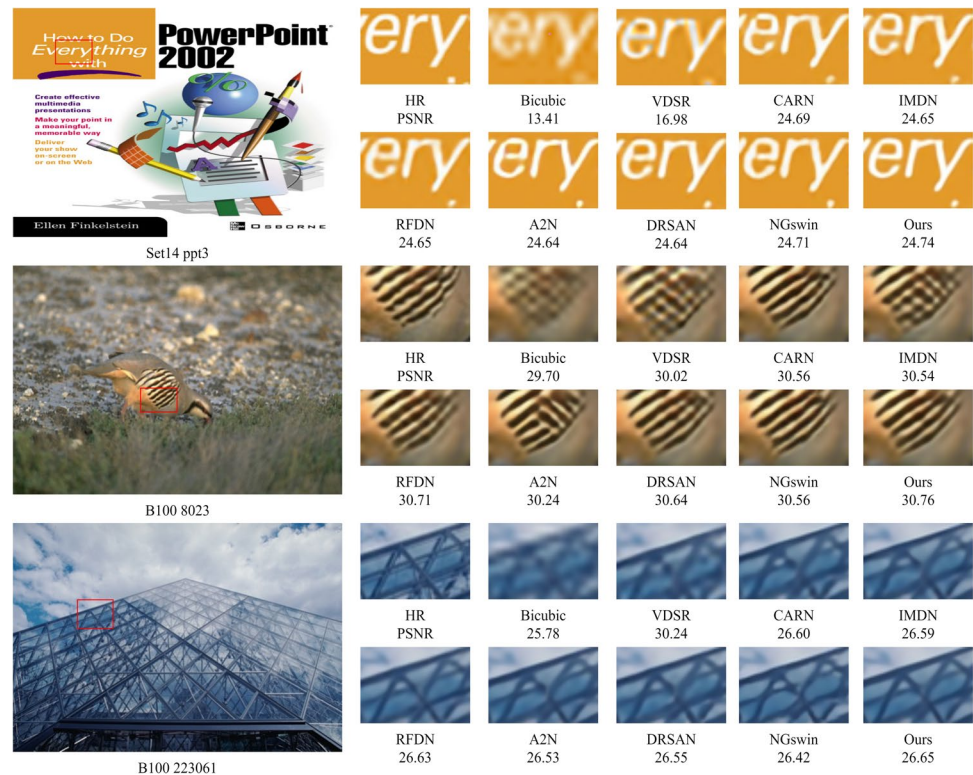 How to Do
Everything
with
PowerPoint
2002
Create effective
multimedia
presentations
Make your point in
a meaningful,
memorable way
Deliver
your show
on-screen
or on the Web
%
Ellen Finkelstein
OSBORNE
Set14 ppt3
ery ery ery ery ery
HR Bicubic VDSR CARN IMDN
PSNR 13.41 16.98 24.69 24.65
ery ery ery ery ery
RFDN A2N DRSAN NGswin Ours
24.65 24.64 24.64 24.71 24.74
B100 8023
HR Bicubic VDSR CARN IMDN
PSNR 29.70 30.02 30.56 30.54
RFDN A2N DRSAN NGswin Ours
30.71 30.24 30.64 30.56 30.76
B100 223061
HR Bicubic VDSR CARN IMDN
PSNR 25.78 30.24 26.60 26.59
RFDN A2N DRSAN NGswin Ours
26.63 26.53 26.55 26.42 26.65